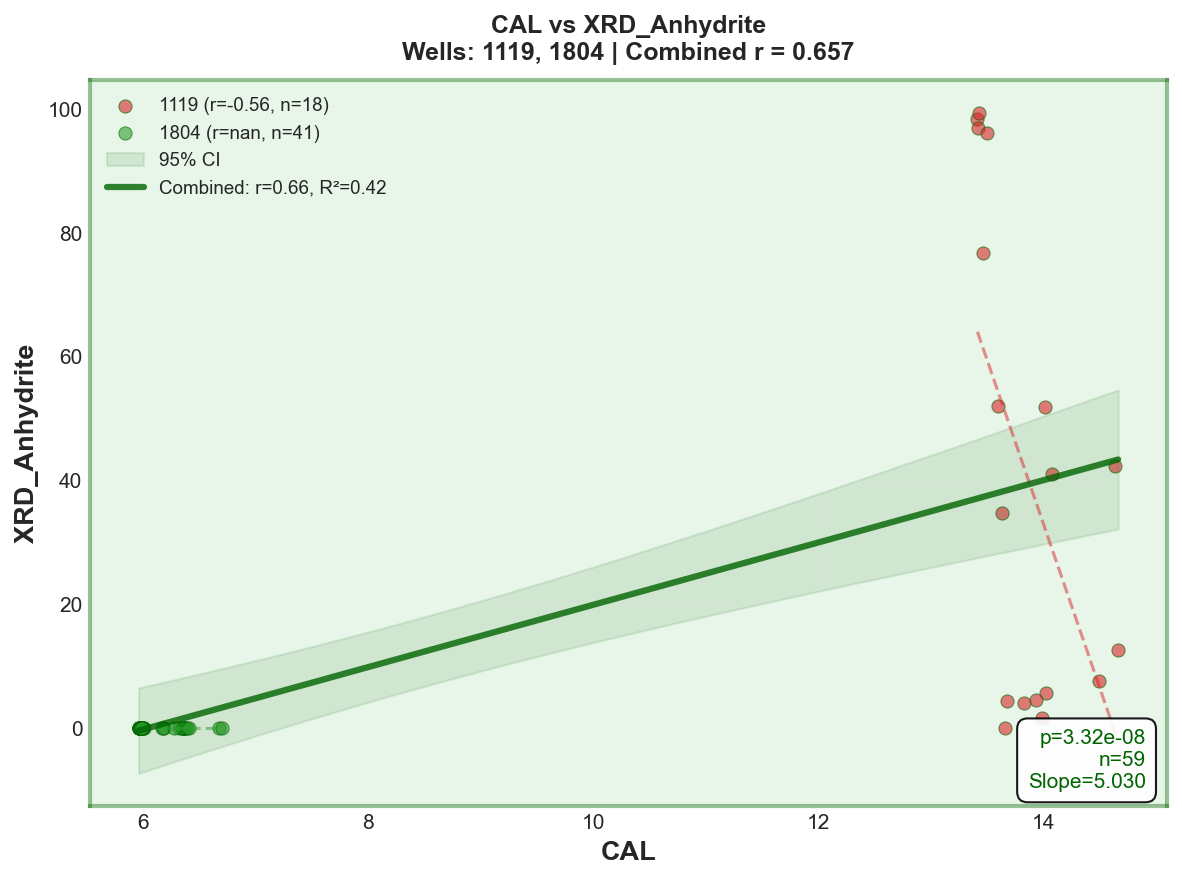 CAL vs XRD_Anhydrite
Wells: 1119, 1804 | Combined r = 0.657
1119 (r=-0.56, n=18)
1804 (r=nan, n=41)
95% CI
Combined: r=0.66, R²=0.42
100
80
60
40
20
0
XRD_Anhydrite
p=3.32e-08
n=59
Slope=5.030
6
8
10
12
14
CAL